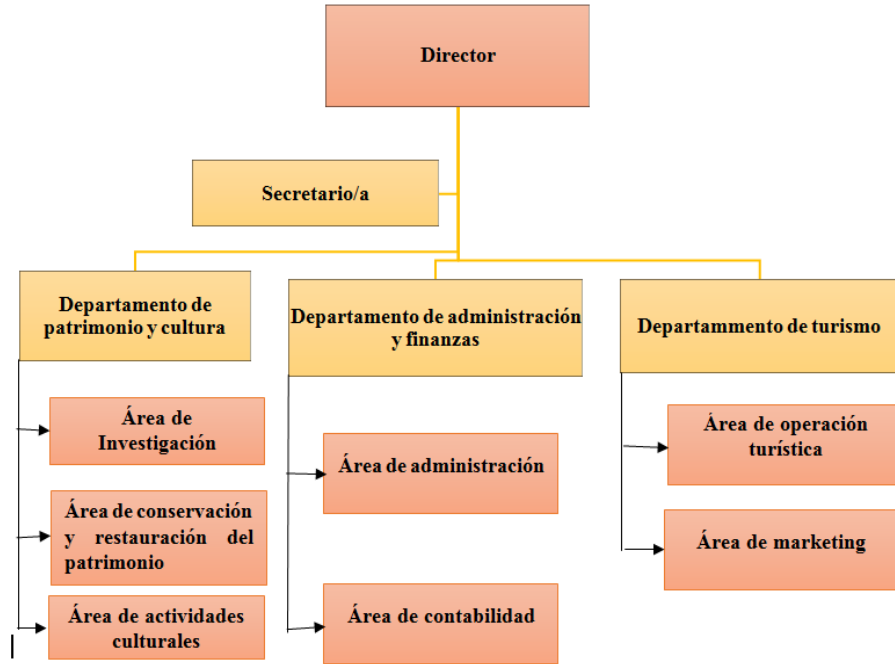 Director
Secretario/a
Departamento de
patrimonio y cultura
Departamento de administración
y finanzas
Departammento de turismo
Área de
Investigación
Área de conservación
y restauración del
patrimonio
Área de actividades
culturales
Área de administración
Área de contabilidad
Área de operación
turística
Área de marketing